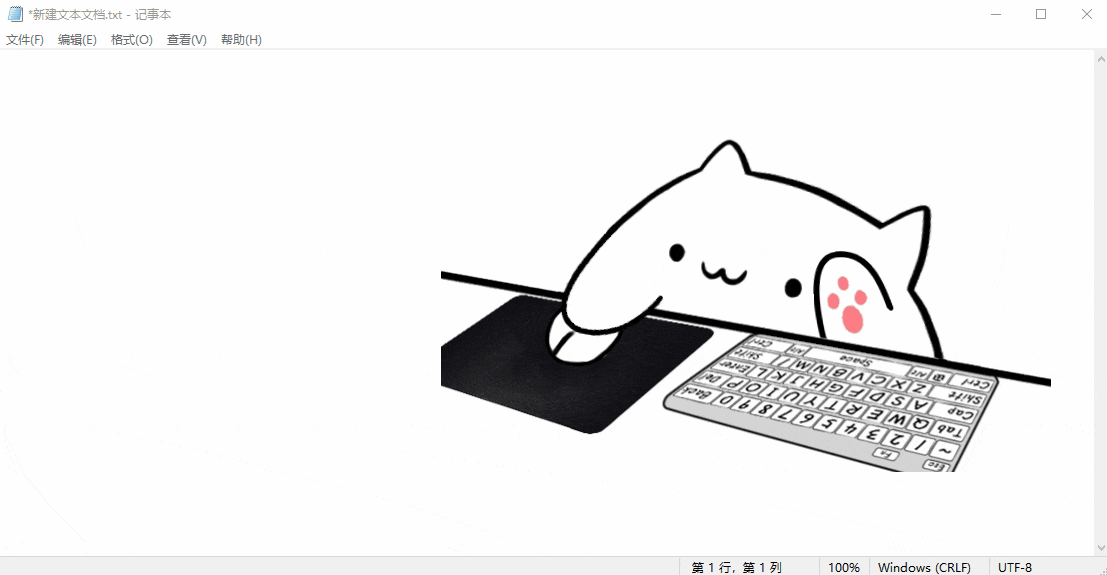 *新建文本文档.txt - 记事本
文件(F) 编辑(E) 格式(O) 查看(V) 帮助(H)
Ctrl Alt Space Alt Ctrl
Shift Z X C V B N M / Shift
Cap A S D F G H J K L Enter
Tab Q W E R T Y U I O P Del
~ 1 2 3 4 5 6 7 8 9 0 Back
Esc Fn
第 1 行，第 1 列 100% Windows (CRLF) UTF-8